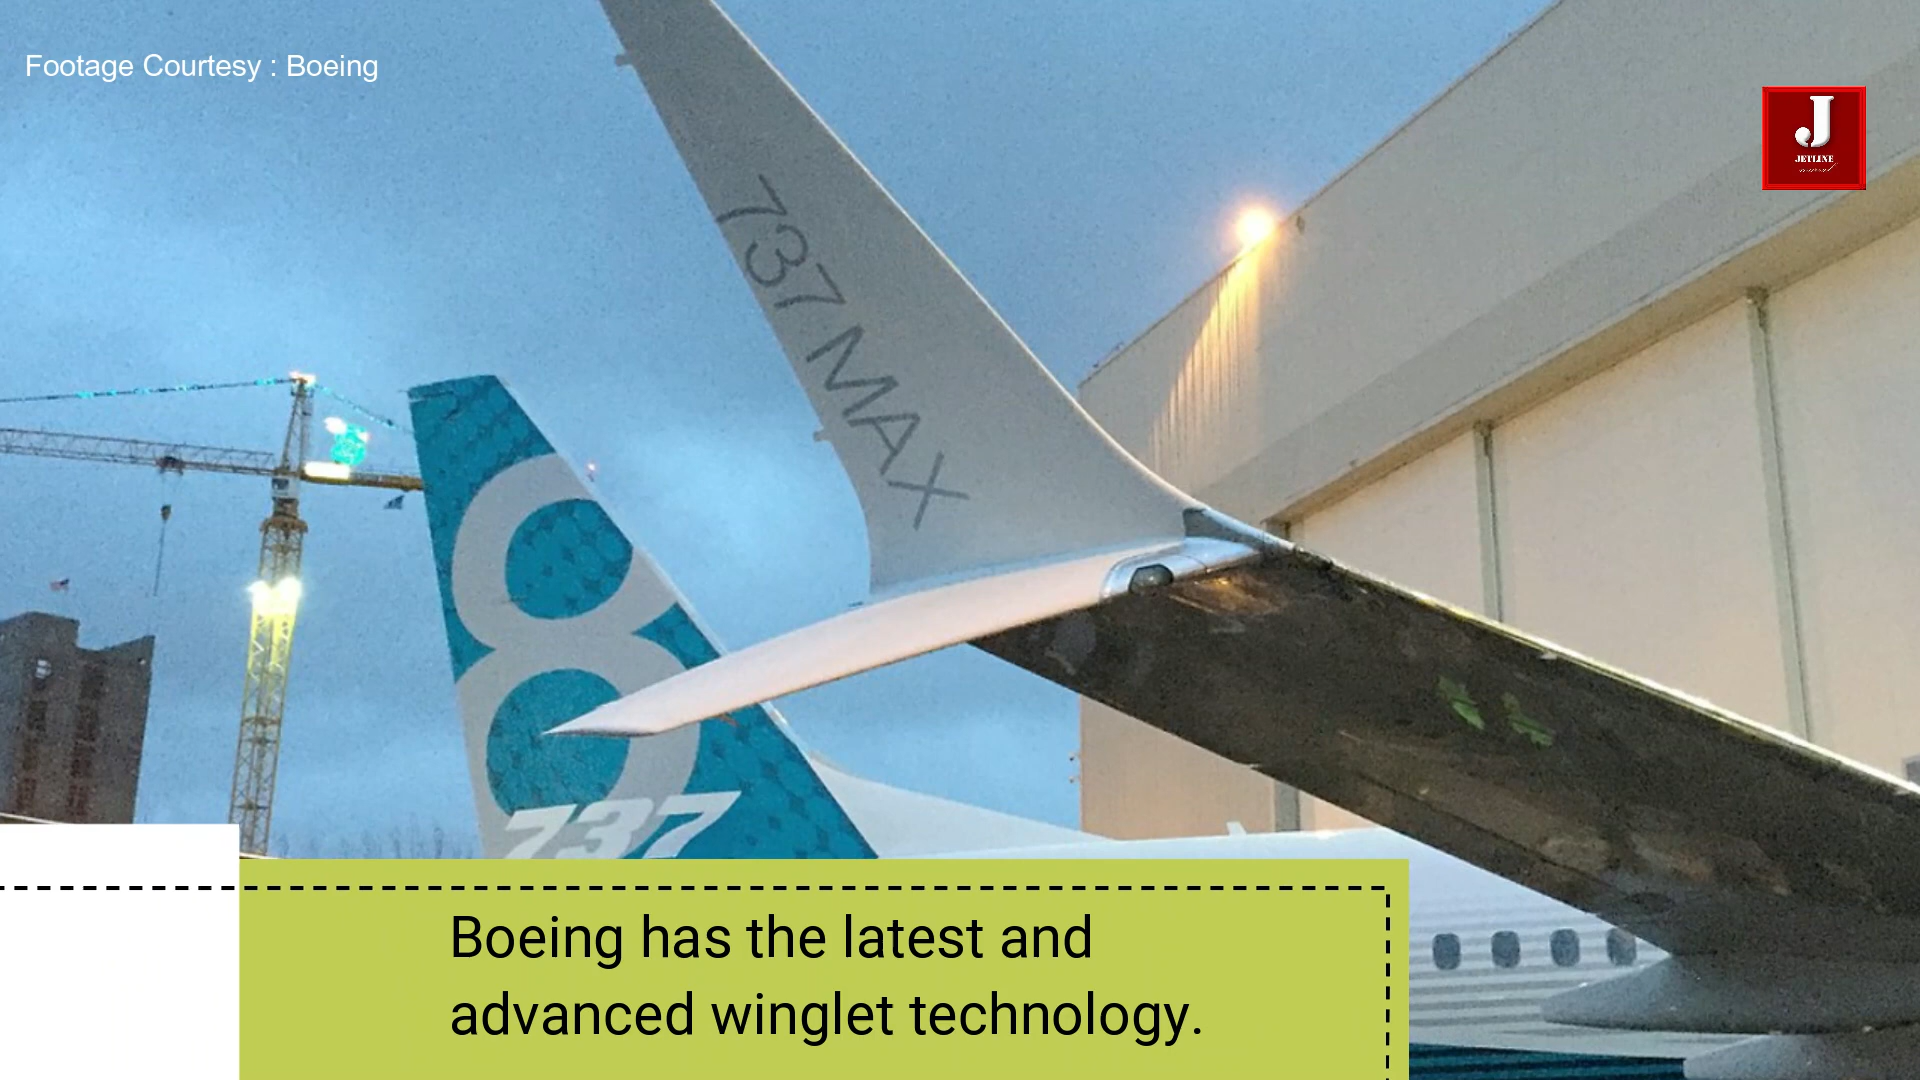 Footage Courtesy : Boeing
J
JETLINE
737 MAX
8
737
Boeing has the latest and
advanced winglet technology.